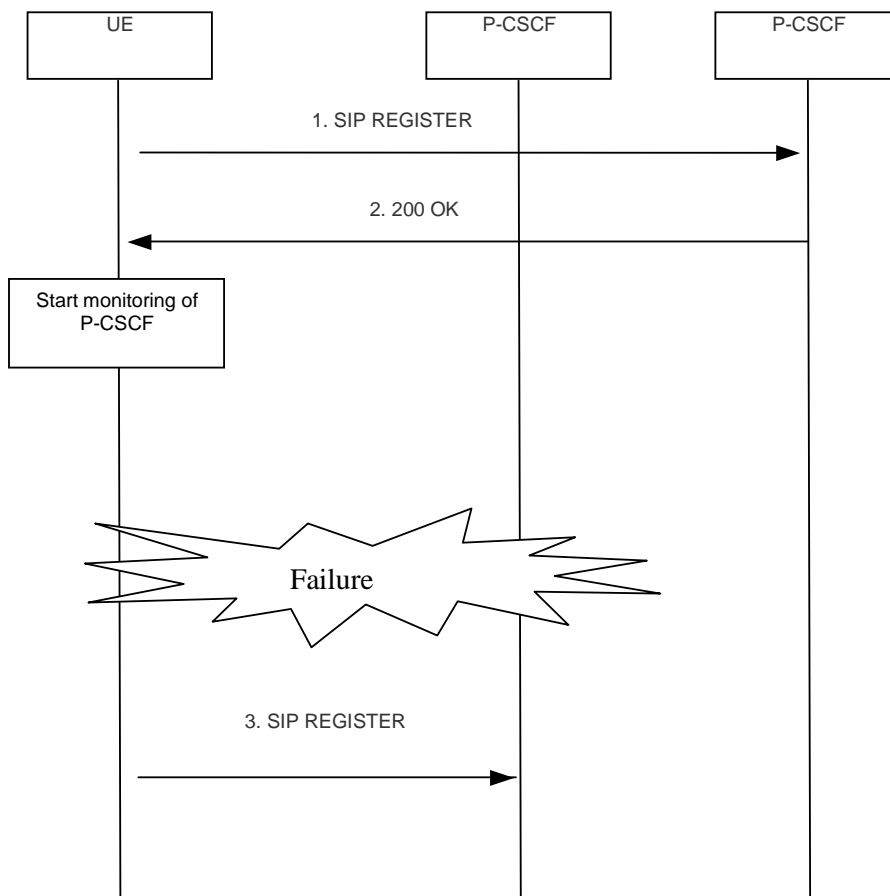 UE
P-CSCF
P-CSCF
1. SIP REGISTER
2. 200 OK
Start monitoring of
P-CSCF
Failure
3. SIP REGISTER